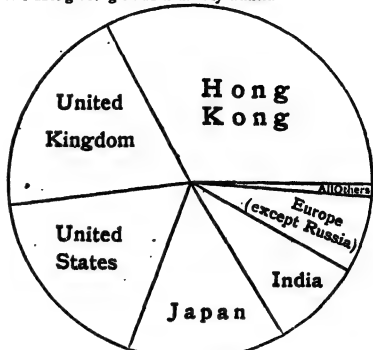 Hong
Kong
United
Kingdom
All Others
Europe
(except Russia)
United
States
India
Japan